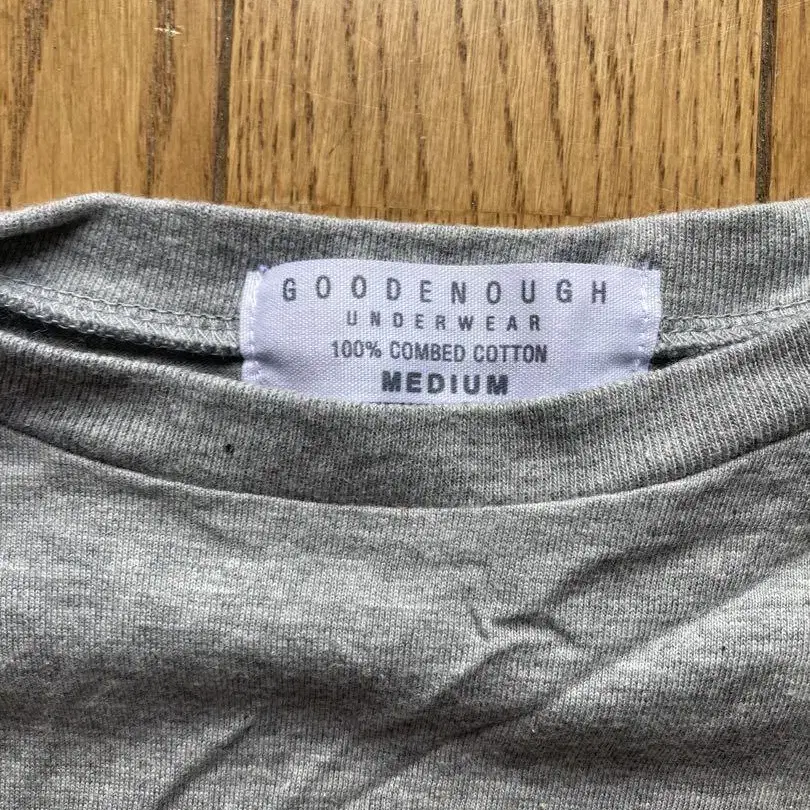 GOODENOUGH
UNDERWEAR
100% COMBED COTTON
MEDIUM